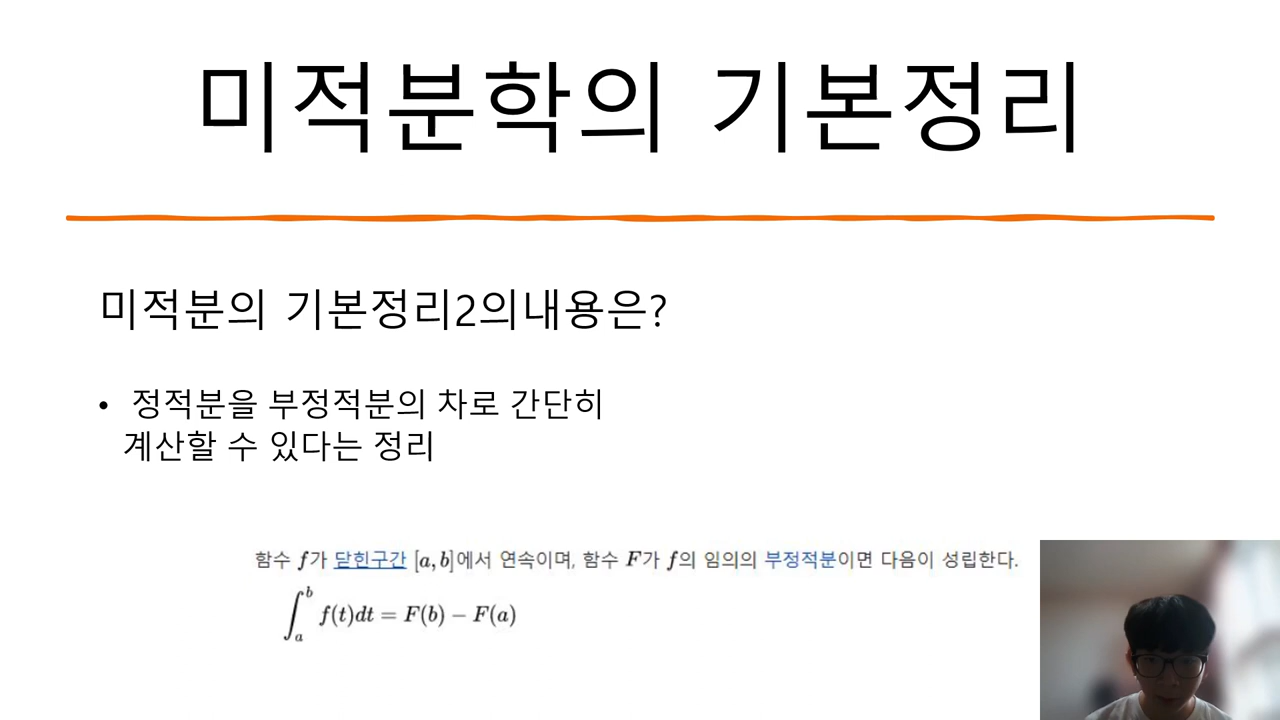 미적분학의 기본정리
미적분의 기본정리2의내용은?
• 정적분을 부정적분의 차로 간단히
계산할 수 있다는 정리
함수 f가 닫힌구간 [a, b]에서 연속이며, 함수 F가 f의 임의의 부정적분이면 다음이 성립한다.
∫ₐᵇ f(t)dt = F(b) − F(a)